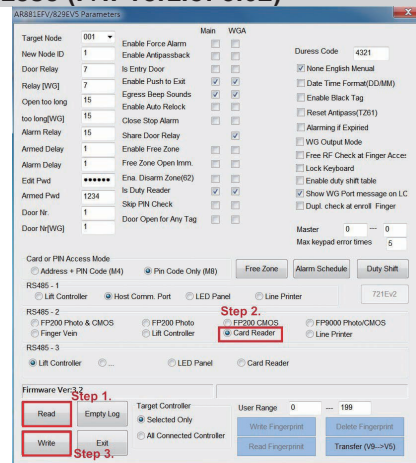 AR881EFV/829EV5 Parameters
Main WGA
Target Node 001
New Node ID 1
Door Relay 7
Relay [WG] 7
Open too long 15
too long[WG] 15
Alarm Relay 15
Armed Delay 1
Alarm Delay 1
Edit Pwd ••••••
Armed Pwd 1234
Door Nr. 1
Door Nr[WG] 1
Enable Force Alarm
Enable Antipassback
Is Entry Door
Enable Push to Exit
Egress Beep Sounds
Enable Auto Relock
Close Stop Alarm
Share Door Relay
Enable Free Zone
Free Zone Open Imm.
Ena. Disarm Zone(62)
Is Duty Reader
Skip PIN Check
Door Open for Any Tag
Duress Code 4321
None English Menual
Date Time Format(DD/MM)
Enable Black Tag
Reset Antipass(TZ61)
Alarming if Expiried
WG Output Mode
Free RF Check at Finger Acce
Lock Keyboard
Enable duty shift table
Show WG Port message on LC
Dupl. check at enroll Finger
Master 0 --- 0
Max keypad error times 5
Card or PIN Access Mode
Address + PIN Code (M4) Pin Code Only (M8)
Free Zone Alarm Schedule Duty Shift
RS485 - 1
Lift Controller Host Comm. Port LED Panel Line Printer
721Ev2
RS485 - 2
Step 2.
FP200 Photo & CMOS FP200 Photo FP200 CMOS FP9000 Photo/CMOS
Finger Vein Lift Controller Card Reader Line Printer
RS485 - 3
Lift Controller ... LED Panel Card Reader
Firmware Ver:3.2
Step 1.
Read Empty Log
Write Exit
Step 3.
Target Controller
Selected Only
All Connected Controller
User Range 0 --- 199
Write Fingerprint Delete Fingerprint
Read Fingerprint Transfer (V9-->V5)